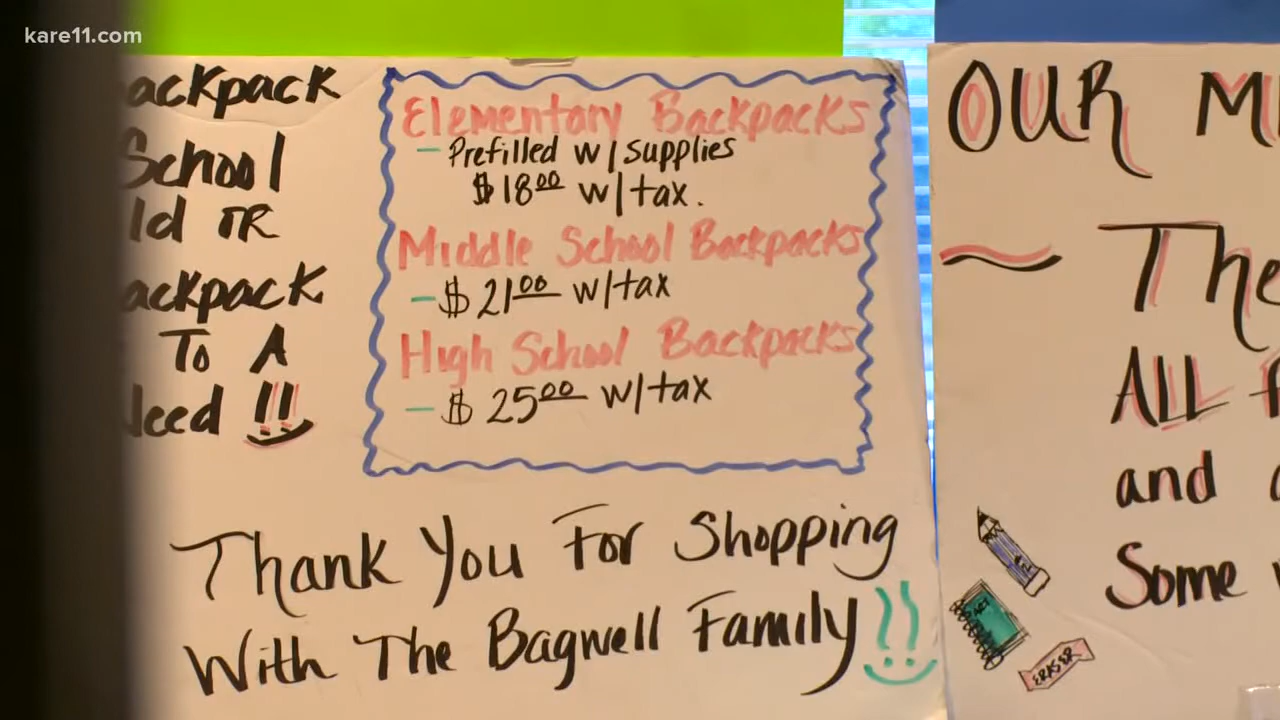 kare11.com
ackpack
School
ld or
ackpack
To A
Need !!
Elementary Backpacks
- Prefilled w/supplies
$18.00 w/tax.
Middle School Backpacks
- $21.00 w/tax
High School Backpacks
- $25.00 w/tax
Thank You For Shopping
With The Bagwell Family !!
OUR M
~ The
ALL
and
Some
ART
ERASER